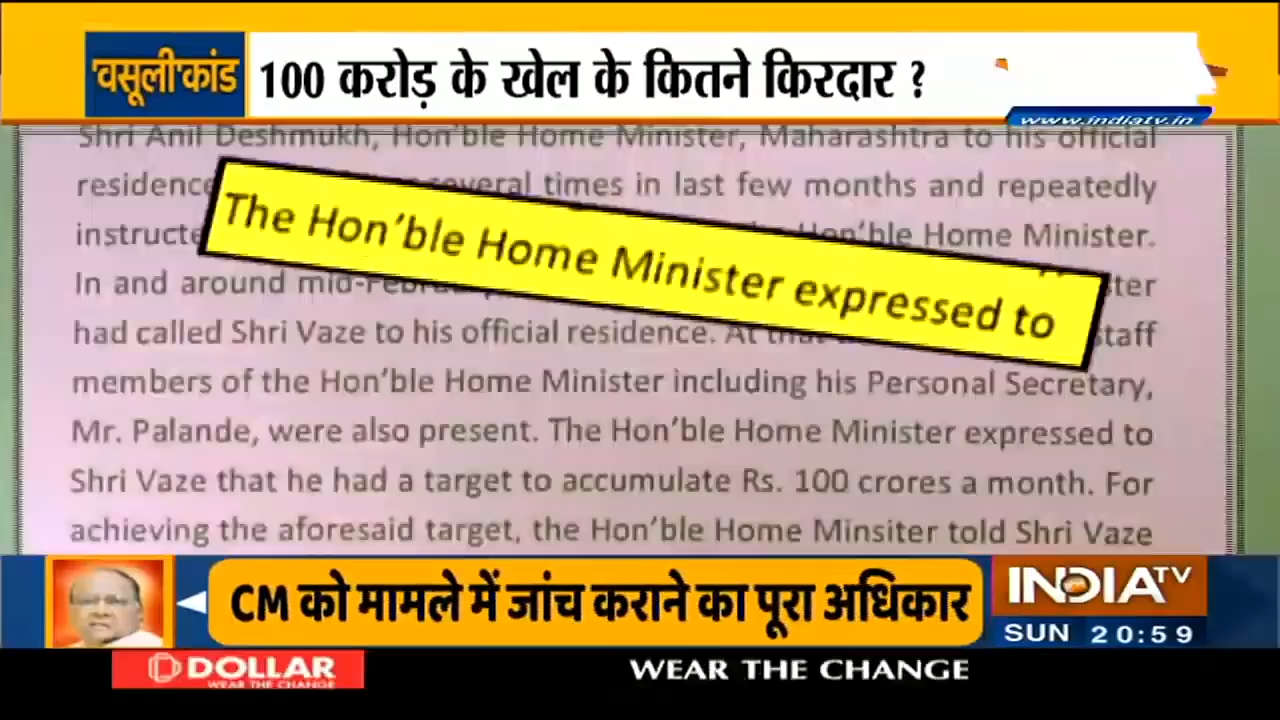 'वसूली'कांड
100 करोड़ के खेल के कितने किरदार ?
www.indiatv.in
Shri Anil Deshmukh, Hon'ble Home Minister, Maharashtra to his official
residence several times in last few months and repeatedly
instructe Hon'ble Home Minister.
In and around mid-Februa
had called Shri Vaze to his official residence. At that staff
members of the Hon'ble Home Minister including his Personal Secretary,
Mr. Palande, were also present. The Hon'ble Home Minister expressed to
Shri Vaze that he had a target to accumulate Rs. 100 crores a month. For
achieving the aforesaid target, the Hon'ble Home Minsiter told Shri Vaze
The Hon'ble Home Minister expressed to
CM को मामले में जांच कराने का पूरा अधिकार
INDIA TV
SUN 20:59
DOLLAR
WEAR THE CHANGE
WEAR THE CHANGE